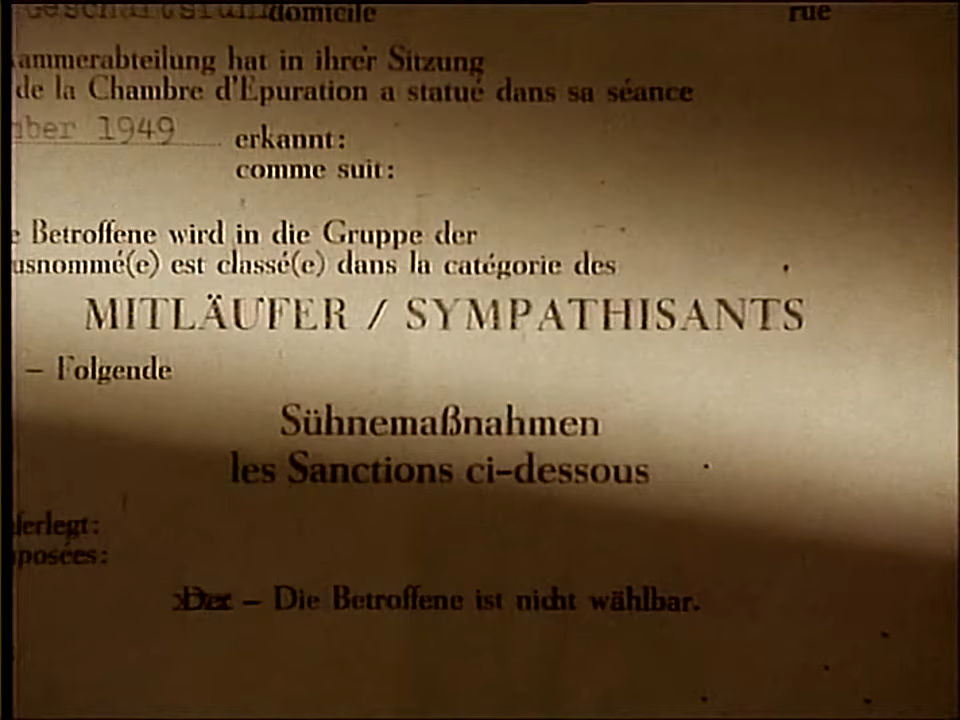 domicile rue
ammerabteilung hat in ihrer Sitzung
de la Chambre d'Epuration a statué dans sa séance
mber 1949 erkannt:
comme suit:
Betroffene wird in die Gruppe der
usnommé(e) est classé(e) dans la catégorie des
MITLÄUFER / SYMPATHISANTS
– Folgende
Sühnemaßnahmen
les Sanctions ci-dessous
ferlegt:
posées:
Der – Die Betroffene ist nicht wählbar.